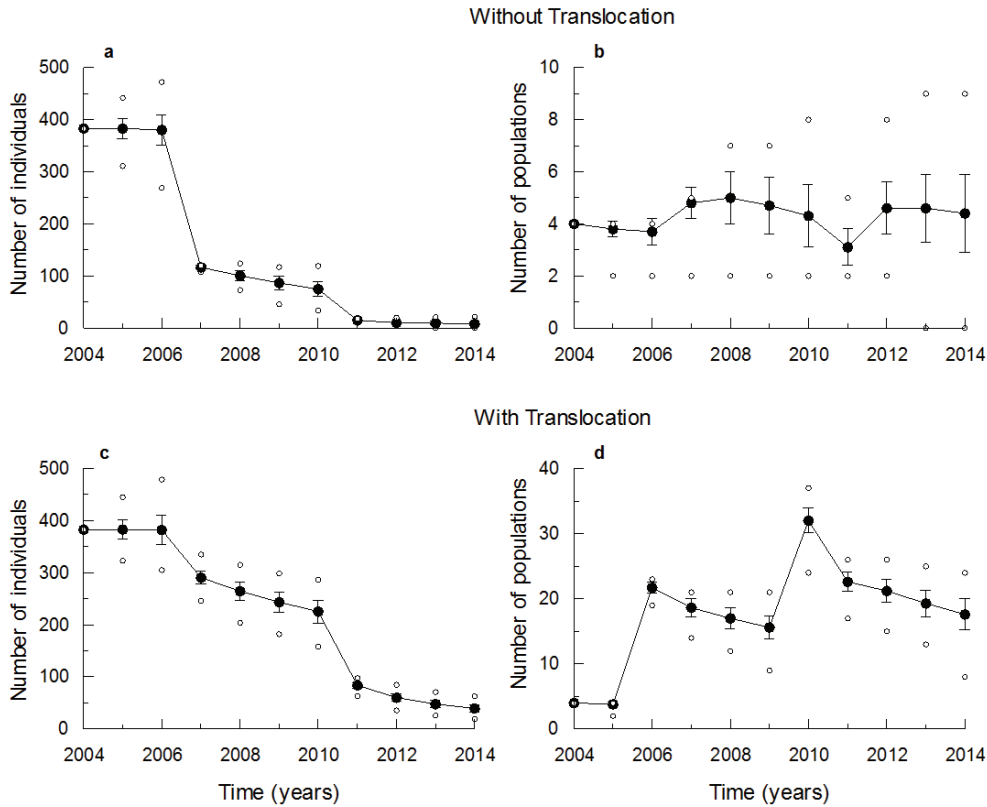 Without Translocation
a
Number of individuals
500
400
300
200
100
0
2004 2006 2008 2010 2012 2014
b
Number of populations
10
8
6
4
2
0
2004 2006 2008 2010 2012 2014
With Translocation
c
Number of individuals
500
400
300
200
100
0
2004 2006 2008 2010 2012 2014
Time (years)
d
Number of populations
40
30
20
10
0
2004 2006 2008 2010 2012 2014
Time (years)